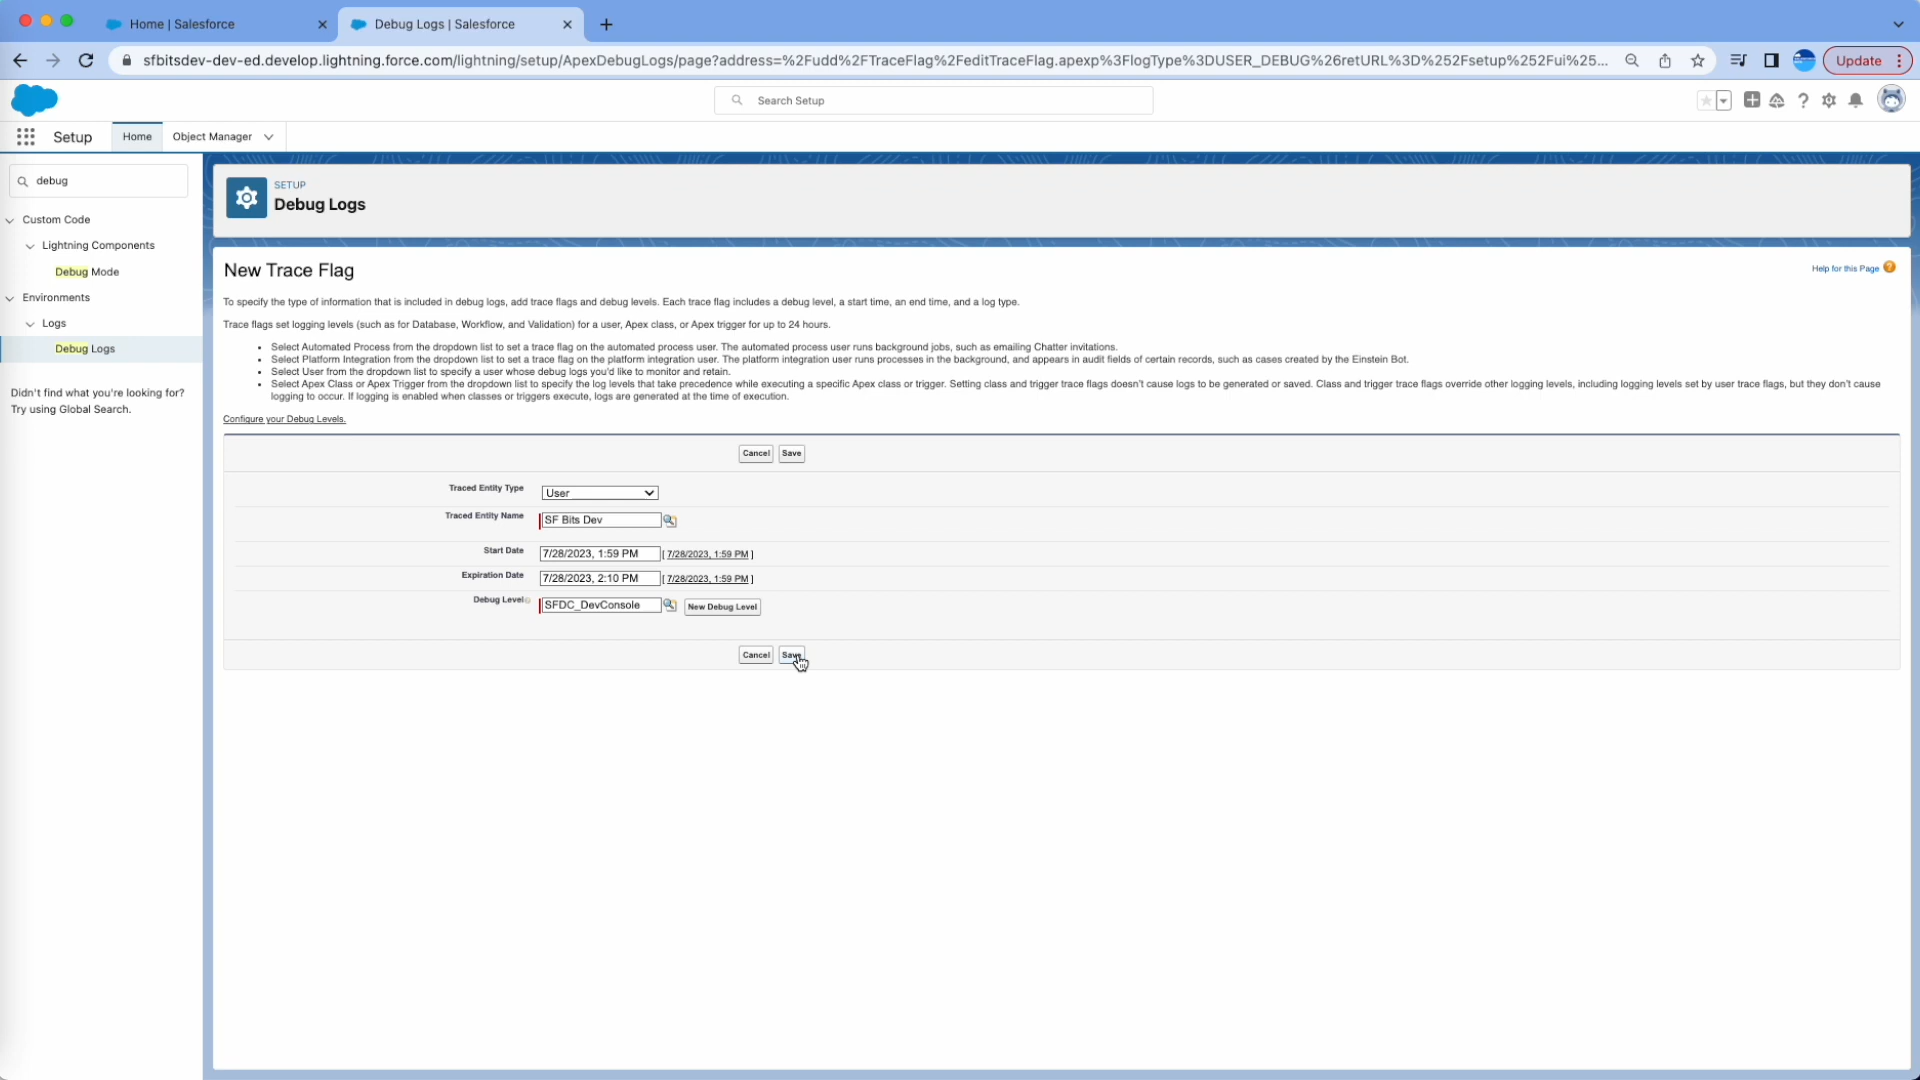 Home | Salesforce
Debug Logs | Salesforce
sfbitsdev-dev-ed.develop.lightning.force.com/lightning/setup/ApexDebugLogs/page?address=%2Fudd%2FTraceFlag%2FeditTraceFlag.apexp%3FlogType%3DUSER_DEBUG%26retURL%3D%252Fsetup%252Fui%25...
Update
Search Setup
Setup
Home
Object Manager
debug
Custom Code
Lightning Components
Debug Mode
Environments
Logs
Debug Logs
Didn't find what you're looking for?
Try using Global Search.
SETUP
Debug Logs
New Trace Flag
Help for this Page
To specify the type of information that is included in debug logs, add trace flags and debug levels. Each trace flag includes a debug level, a start time, an end time, and a log type.
Trace flags set logging levels (such as for Database, Workflow, and Validation) for a user, Apex class, or Apex trigger for up to 24 hours.
• Select Automated Process from the dropdown list to set a trace flag on the automated process user. The automated process user runs background jobs, such as emailing Chatter invitations.
• Select Platform Integration from the dropdown list to set a trace flag on the platform integration user. The platform integration user runs processes in the background, and appears in audit fields of certain records, such as cases created by the Einstein Bot.
• Select User from the dropdown list to specify a user whose debug logs you'd like to monitor and retain.
• Select Apex Class or Apex Trigger from the dropdown list to specify the log levels that take precedence while executing a specific Apex class or trigger. Setting class and trigger trace flags doesn't cause logs to be generated or saved. Class and trigger trace flags override other logging levels, including logging levels set by user trace flags, but they don't cause
logging to occur. If logging is enabled when classes or triggers execute, logs are generated at the time of execution.
Configure your Debug Levels.
Cancel Save
Traced Entity Type User
Traced Entity Name SF Bits Dev
Start Date 7/28/2023, 1:59 PM [ 7/28/2023, 1:59 PM ]
Expiration Date 7/28/2023, 2:10 PM [ 7/28/2023, 1:59 PM ]
Debug Level SFDC_DevConsole New Debug Level
Cancel Save